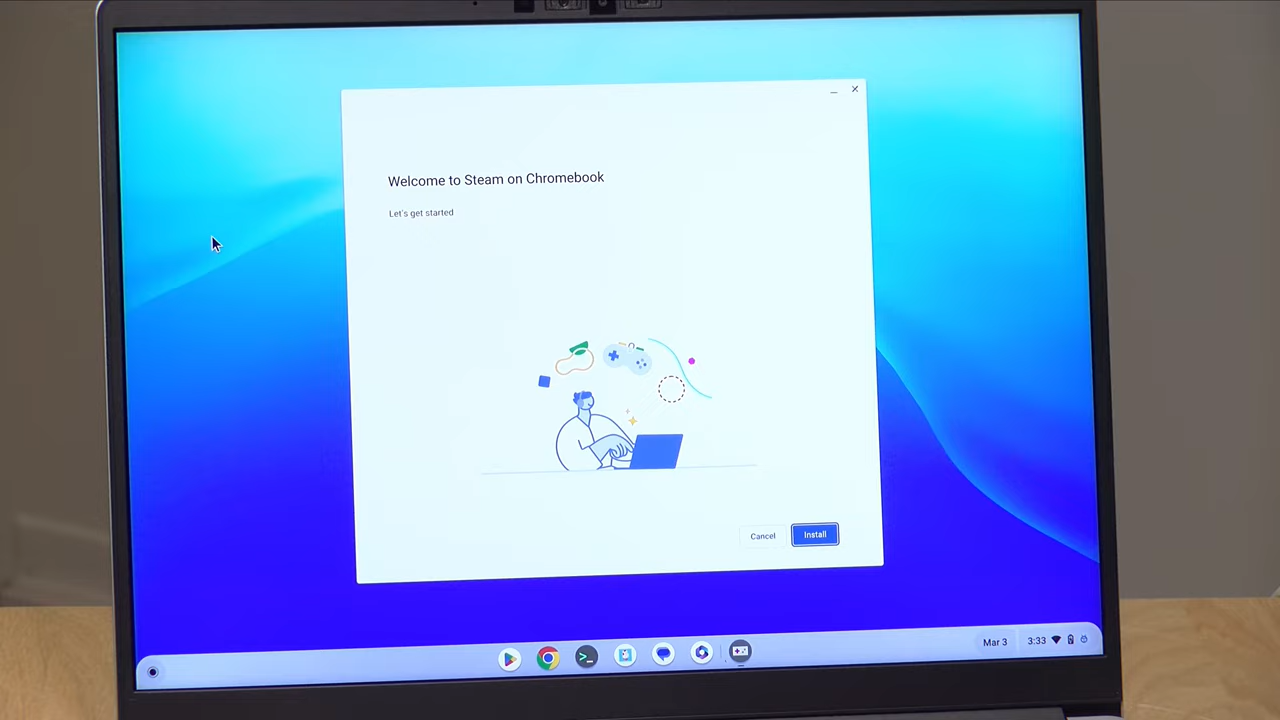 Welcome to Steam on Chromebook
Let's get started
Cancel
Install
Mar 3
3:33